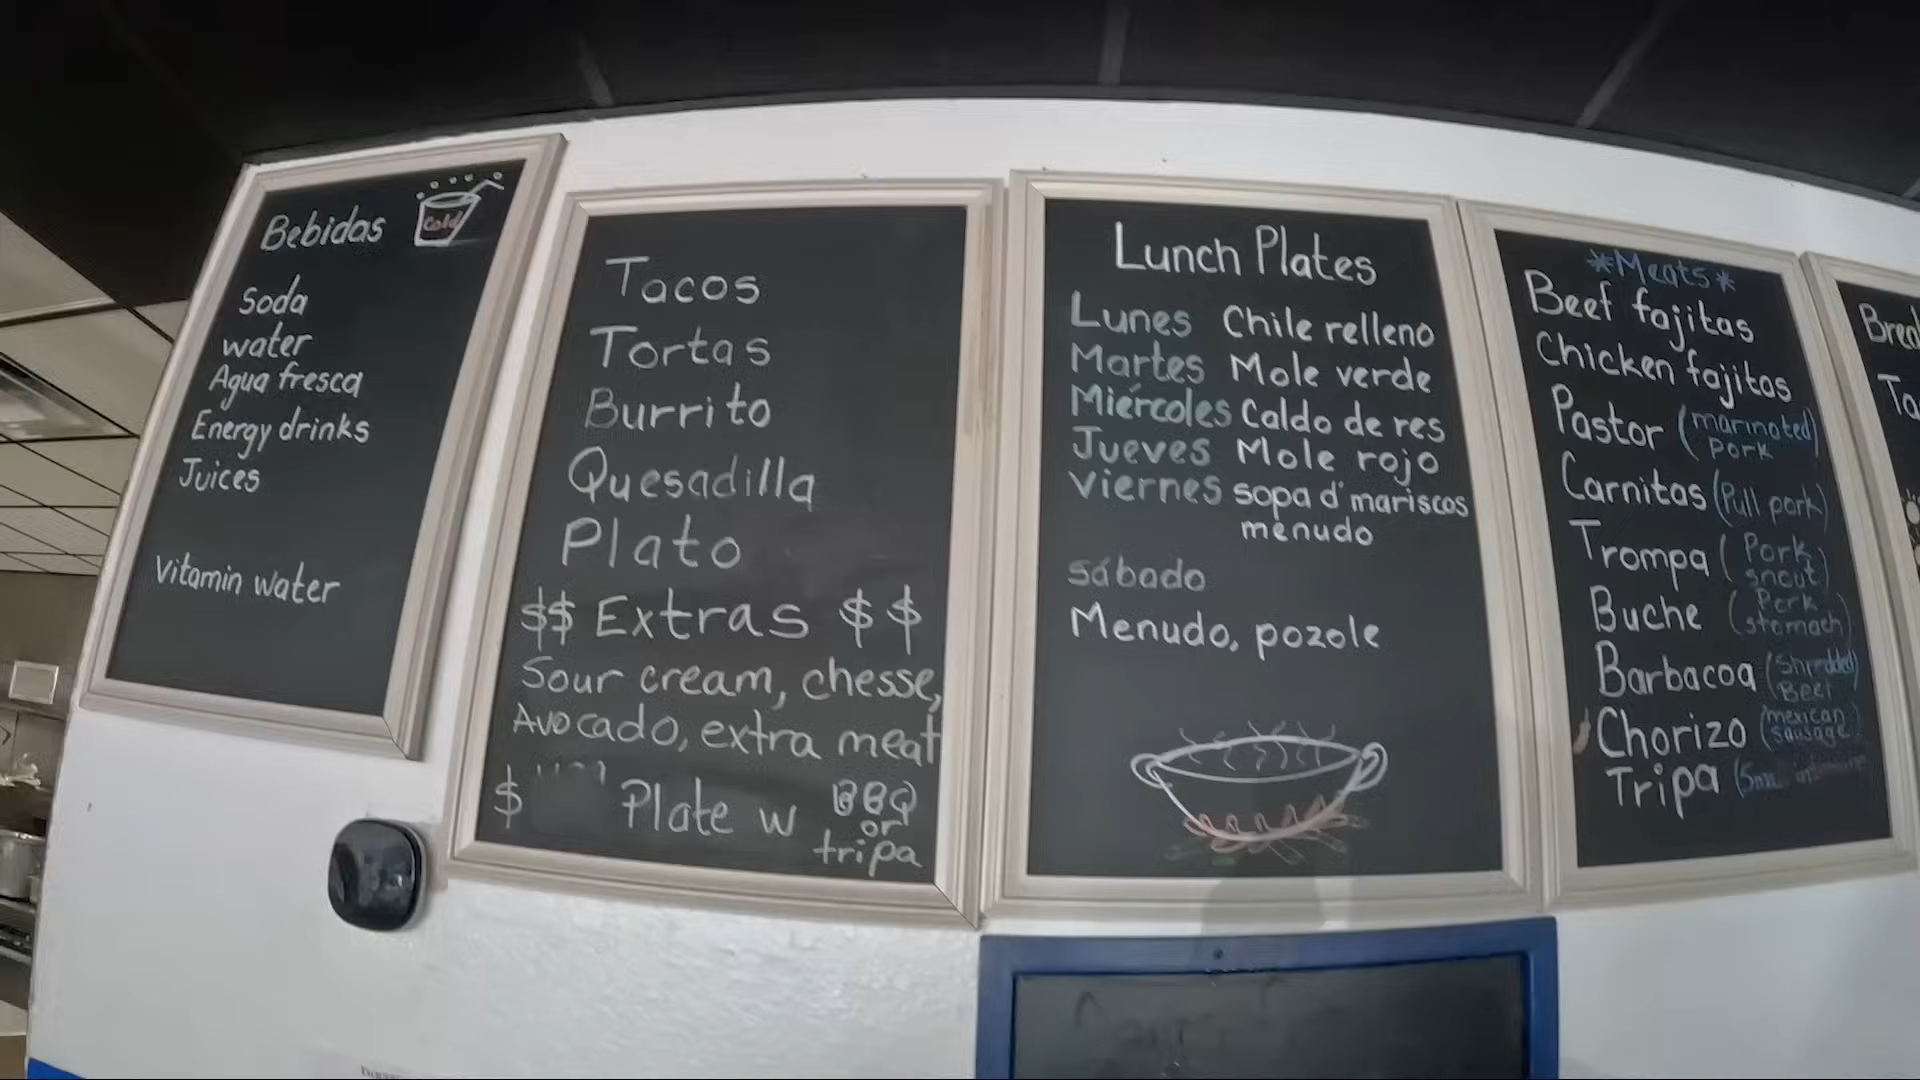 Bebidas
Cold
Soda
water
Agua fresca
Energy drinks
Juices
Vitamin water
Tacos
Tortas
Burrito
Quesadilla
Plato
$$ Extras $$
Sour cream, chesse,
Avocado, extra meat
$ Plate w BBQ
or
tripa
Lunch Plates
Lunes Chile relleno
Martes Mole verde
Miércoles Caldo de res
Jueves Mole rojo
Viernes sopa d' mariscos
menudo
sábado
Menudo, pozole
*Meats*
Beef fajitas
Chicken fajitas
Pastor (marinated)
Pork
Carnitas (Pull pork)
Trompa (Pork
snout)
Buche (Pork
stomach)
Barbacoa (Shredded)
Beef
Chorizo (mexican
sausage)
Tripa